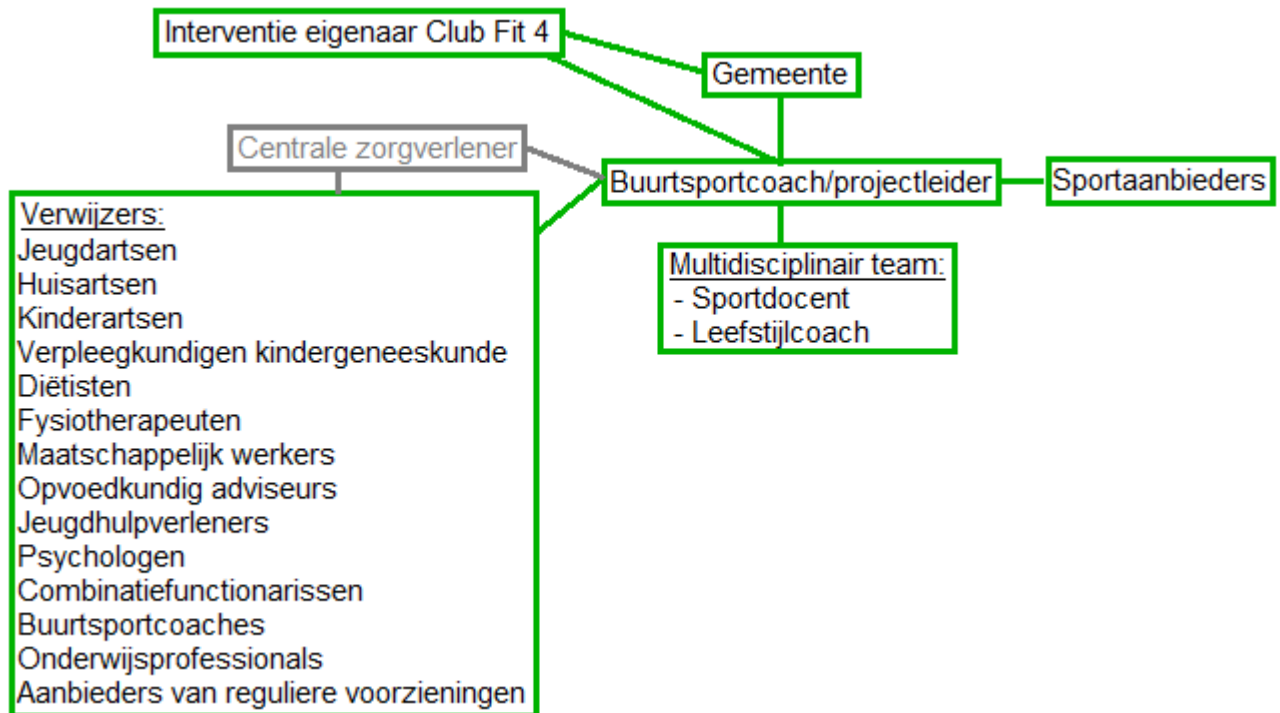 Interventie eigenaar Club Fit 4
Gemeente
Centrale zorgverlener
Buurtsportcoach/projectleider
Sportaanbieders
Verwijzers:
Jeugdartsen
Huisartsen
Kinderartsen
Verpleegkundigen kindergeneeskunde
Diëtisten
Fysiotherapeuten
Maatschappelijk werkers
Opvoedkundig adviseurs
Jeugdhulpverleners
Psychologen
Combinatiefunctionarissen
Buurtsportcoaches
Onderwijsprofessionals
Aanbieders van reguliere voorzieningen
Multidisciplinair team:
- Sportdocent
- Leefstijlcoach